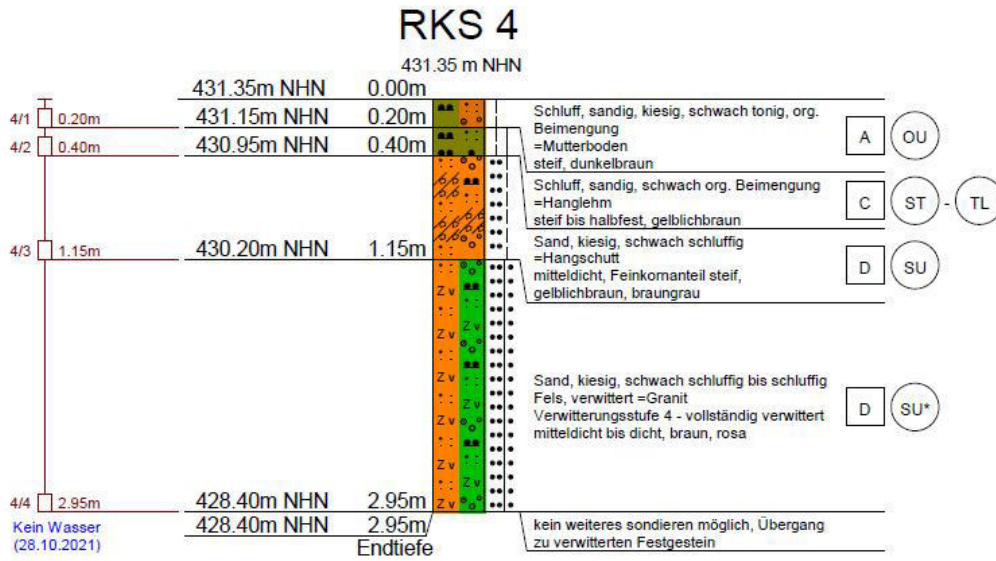 RKS 4
431.35 m NHN
431.35m NHN 0.00m
4/1 0.20m 431.15m NHN 0.20m
4/2 0.40m 430.95m NHN 0.40m
Schluff, sandig, kiesig, schwach tonig, org.
Beimengung
=Mutterboden
steif, dunkelbraun
A OU
Schluff, sandig, schwach org. Beimengung
=Hanglehm
steif bis halbfest, gelblichbraun
C ST - TL
4/3 1.15m 430.20m NHN 1.15m
Sand, kiesig, schwach schluffig
=Hangschutt
mitteldicht, Feinkornanteil steif,
gelblichbraun, braungrau
D SU
Z v
Z v
Z v
Z v
Z v
Z v
Z v
Z v
Z v
Z v
Sand, kiesig, schwach schluffig bis schluffig
Fels, verwittert =Granit
Verwitterungsstufe 4 - vollständig verwittert
mitteldicht bis dicht, braun, rosa
D SU*
4/4 2.95m 428.40m NHN 2.95m
Kein Wasser
(28.10.2021)
428.40m NHN 2.95m
Endtiefe
kein weiteres sondieren möglich, Übergang
zu verwitterten Festgestein